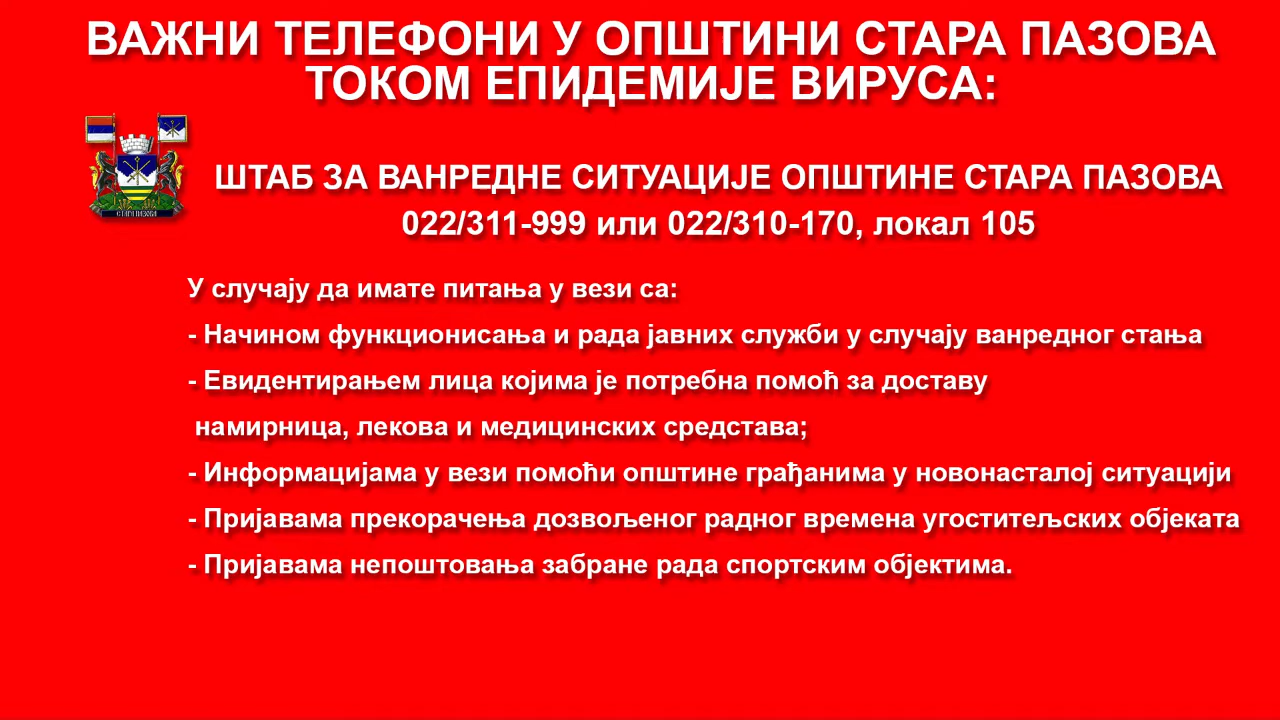 ВАЖНИ ТЕЛЕФОНИ У ОПШТИНИ СТАРА ПАЗОВА
ТОКОМ ЕПИДЕМИЈЕ ВИРУСА:
СТАРА ПАЗОВА
ШТАБ ЗА ВАНРЕДНЕ СИТУАЦИЈЕ ОПШТИНЕ СТАРА ПАЗОВА
022/311-999 или 022/310-170, локал 105
У случају да имате питања у вези са:
- Начином функционисања и рада јавних служби у случају ванредног стања
- Евидентирањем лица којима је потребна помоћ за доставу
намирница, лекова и медицинских средстава;
- Информацијама у вези помоћи општине грађанима у новонасталој ситуацији
- Пријавама прекорачења дозвољеног радног времена угоститељских објеката
- Пријавама непоштовања забране рада спортским објектима.